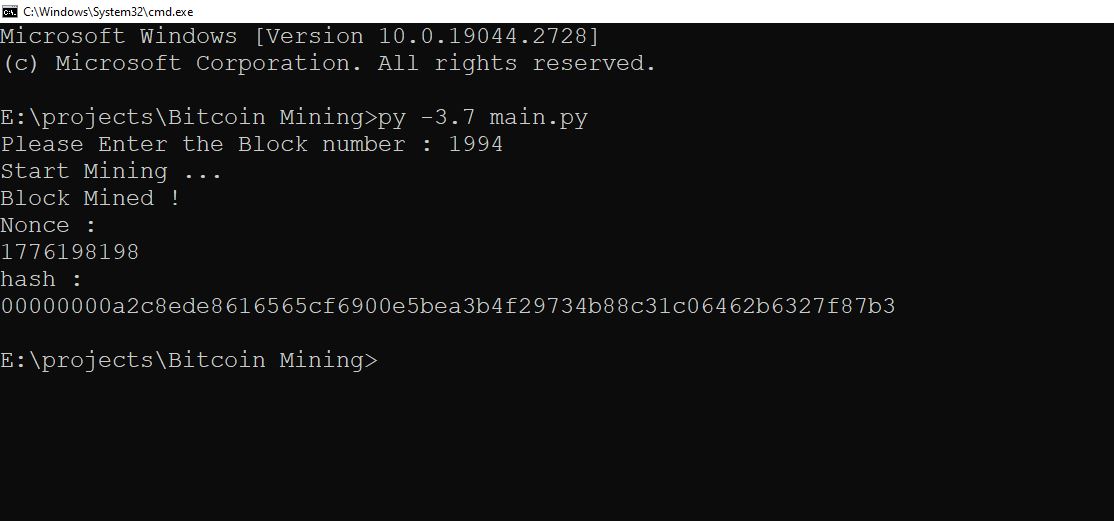 C:\Windows\System32\cmd.exe
Microsoft Windows [Version 10.0.19044.2728]
(c) Microsoft Corporation. All rights reserved.
E:\projects\Bitcoin Mining>py -3.7 main.py
Please Enter the Block number : 1994
Start Mining ...
Block Mined !
Nonce :
1776198198
hash :
00000000a2c8ede8616565cf6900e5bea3b4f29734b88c31c06462b6327f87b3
E:\projects\Bitcoin Mining>